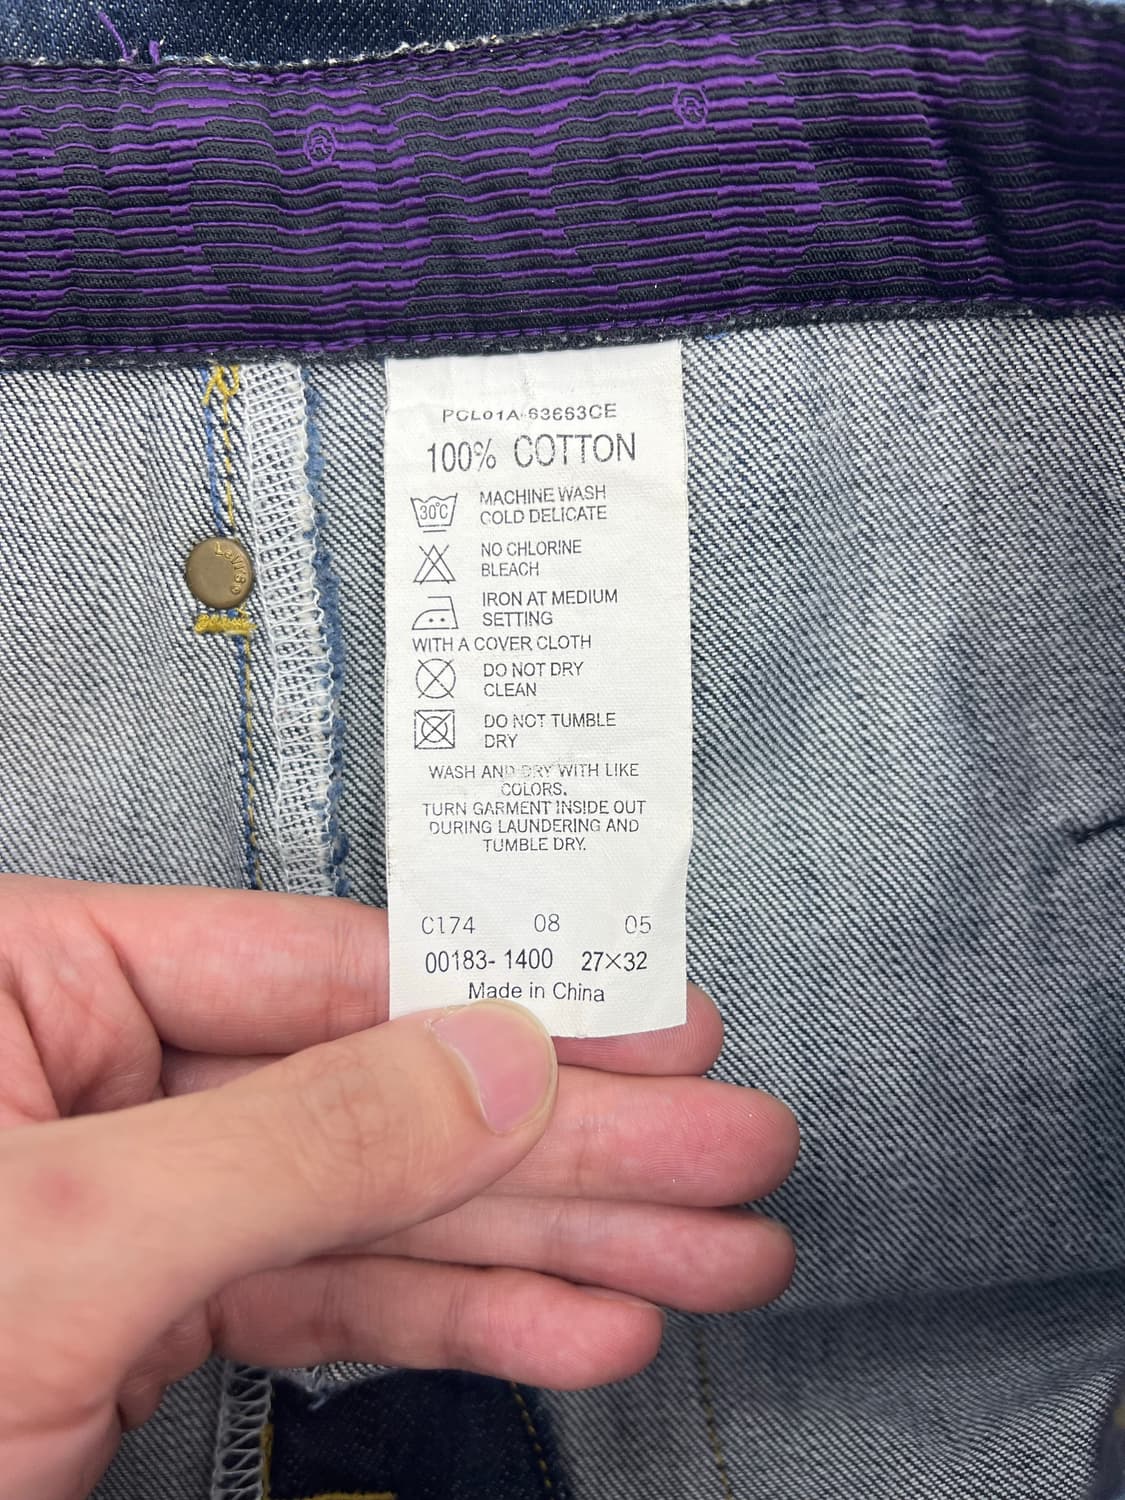 PCL01A-63663CE
100% COTTON
30°C
MACHINE WASH
COLD DELICATE
NO CHLORINE
BLEACH
IRON AT MEDIUM
SETTING
WITH A COVER CLOTH
DO NOT DRY
CLEAN
DO NOT TUMBLE
DRY
WASH AND DRY WITH LIKE
COLORS.
TURN GARMENT INSIDE OUT
DURING LAUNDERING AND
TUMBLE DRY.
C174 08 05
00183-1400 27×32
Made in China